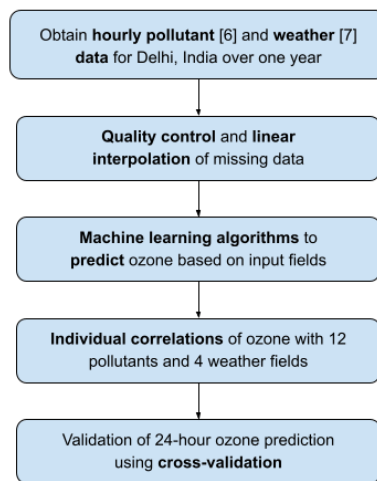 Obtain hourly pollutant [6] and weather [7]
data for Delhi, India over one year
Quality control and linear
interpolation of missing data
Machine learning algorithms to
predict ozone based on input fields
Individual correlations of ozone with 12
pollutants and 4 weather fields
Validation of 24-hour ozone prediction
using cross-validation